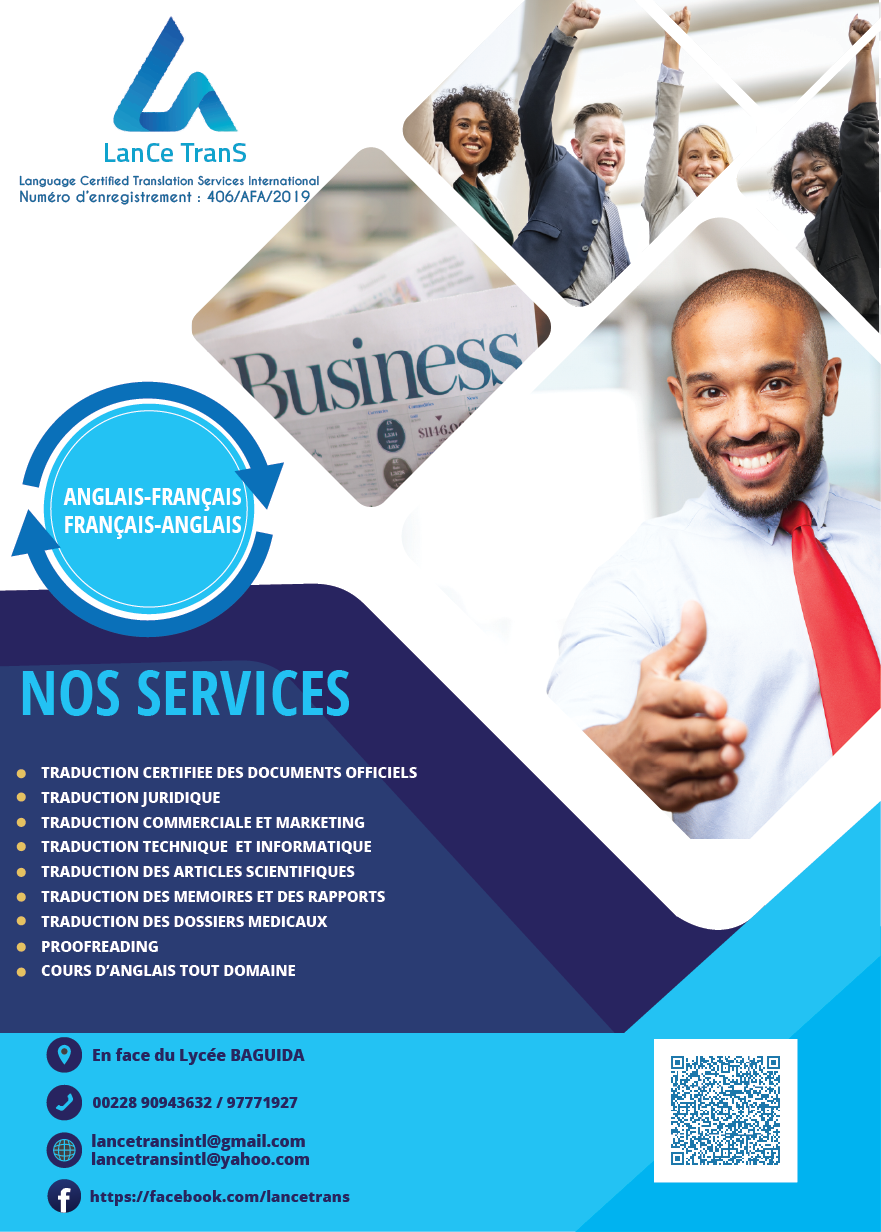 LanCe TranS
Language Certified Translation Services International
Numéro d'enregistrement : 406/AFA/2019
Business
ANGLAIS-FRANÇAIS
FRANÇAIS-ANGLAIS
NOS SERVICES
TRADUCTION CERTIFIEE DES DOCUMENTS OFFICIELS
TRADUCTION JURIDIQUE
TRADUCTION COMMERCIALE ET MARKETING
TRADUCTION TECHNIQUE ET INFORMATIQUE
TRADUCTION DES ARTICLES SCIENTIFIQUES
TRADUCTION DES MEMOIRES ET DES RAPPORTS
TRADUCTION DES DOSSIERS MEDICAUX
PROOFREADING
COURS D'ANGLAIS TOUT DOMAINE
En face du Lycée BAGUIDA
00228 90943632 / 97771927
lancetransintl@gmail.com
lancetransintl@yahoo.com
https://facebook.com/lancetrans